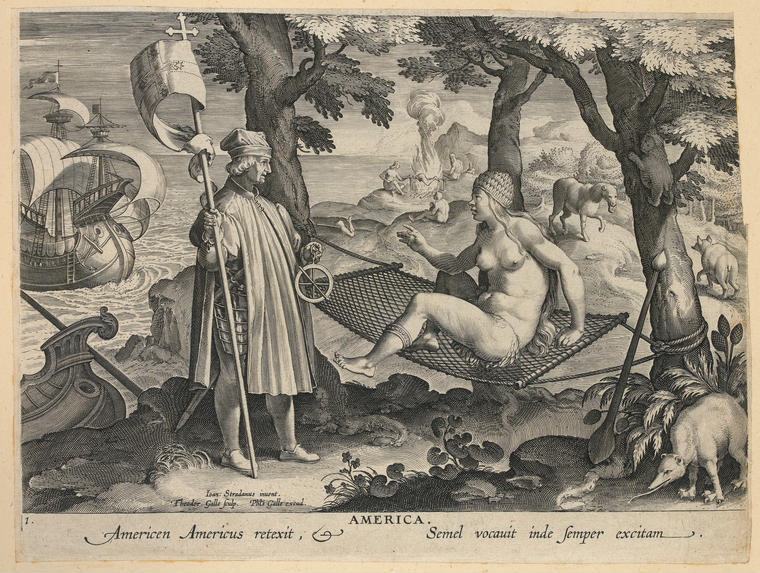 Ioan: Stradanus invent.
Theodor Galle sculp. Phls Galle excud.
1.
AMERICA.
Americen Americus retexit, Semel vocauit inde semper excitam.